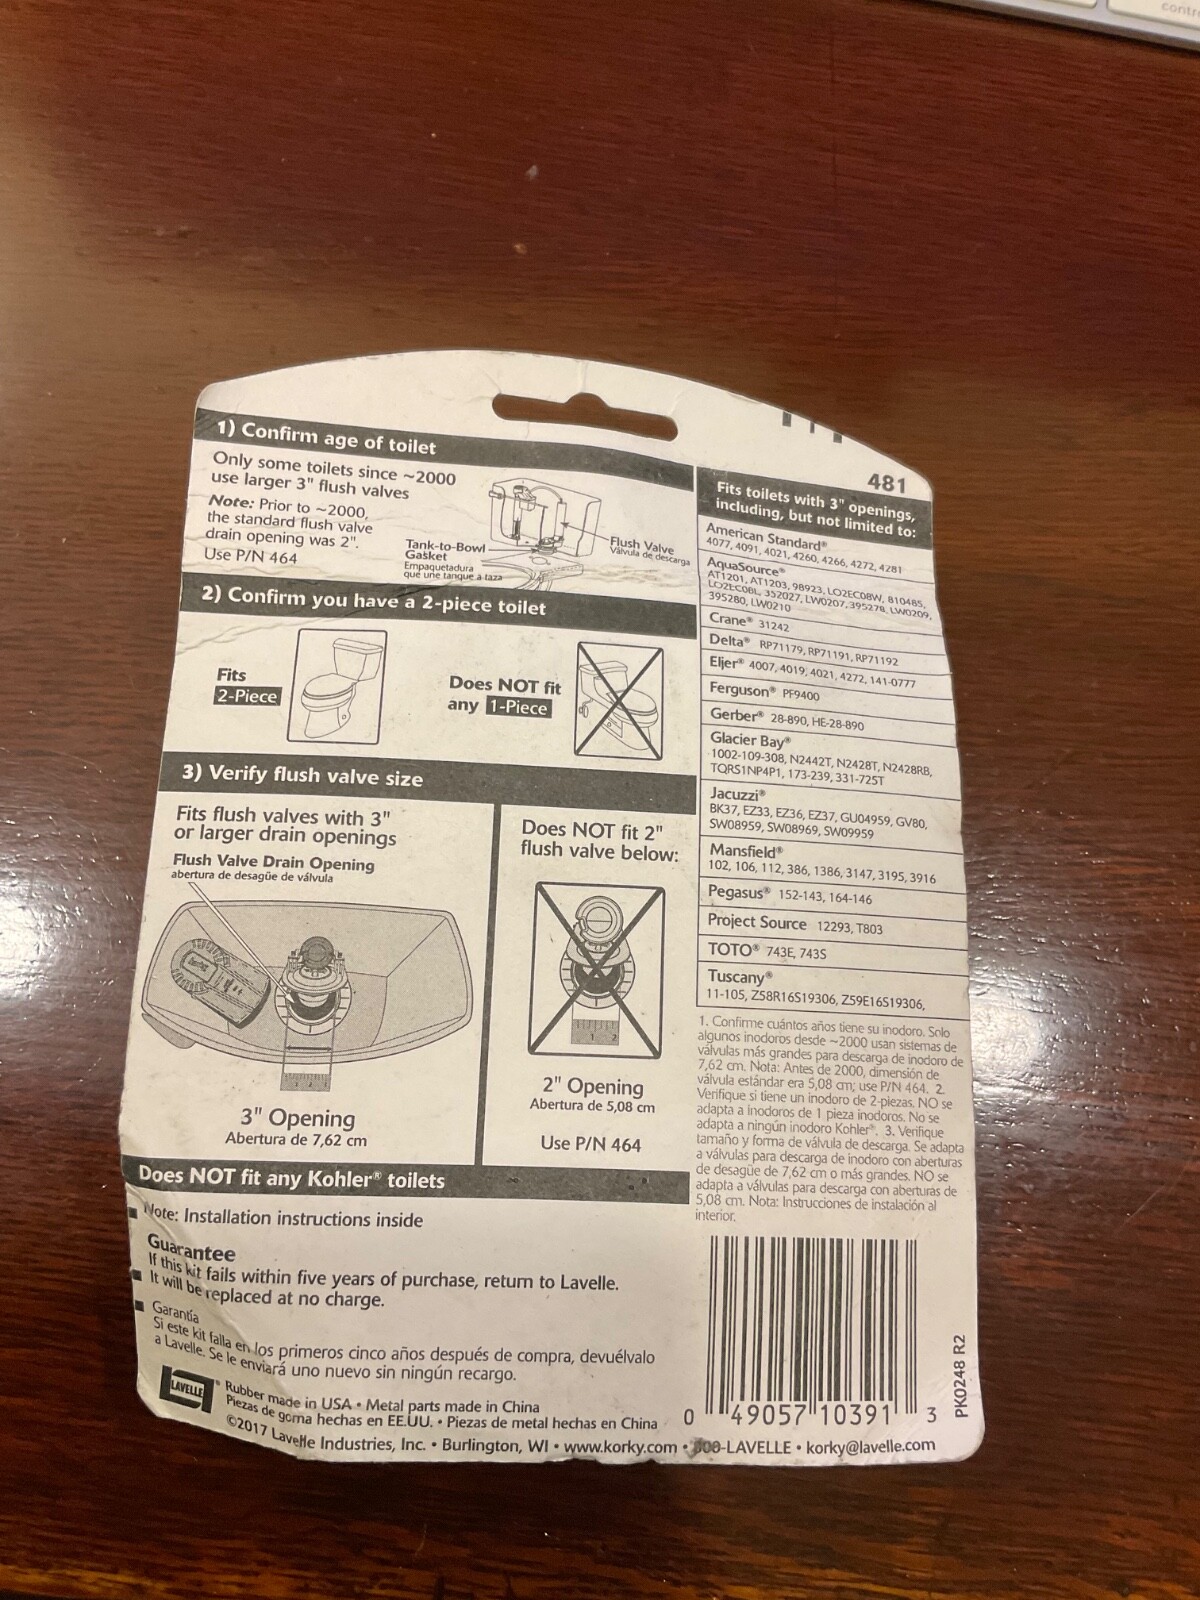 contr
1) Confirm age of toilet
Only some toilets since ~2000
use larger 3" flush valves
Note: Prior to ~2000,
the standard flush valve
drain opening was 2".
Use P/N 464
Tank-to-Bowl
Gasket
Empaquetadura
que une tanque a taza
Flush Valve
Válvula de descarga
2) Confirm you have a 2-piece toilet
Fits
2-Piece
Does NOT fit
any 1-Piece
3) Verify flush valve size
Fits flush valves with 3"
or larger drain openings
Flush Valve Drain Opening
abertura de desagüe de válvula
3" Opening
Abertura de 7,62 cm
Does NOT fit 2"
flush valve below:
1 2
2" Opening
Abertura de 5,08 cm
Use P/N 464
Does NOT fit any Kohler® toilets
Note: Installation instructions inside
Guarantee
If this kit fails within five years of purchase, return to Lavelle.
It will be replaced at no charge.
Garantía
Si este kit falla en los primeros cinco años después de compra, devuélvalo
a Lavelle. Se le enviará uno nuevo sin ningún recargo.
LAVELLE®
Rubber made in USA • Metal parts made in China
Piezas de goma hechas en EE.UU. • Piezas de metal hechas en China
©2017 Lavelle Industries, Inc. • Burlington, WI • www.korky.com • 800-LAVELLE • korky@lavelle.com
481
Fits toilets with 3" openings,
including, but not limited to:
American Standard®
4077, 4091, 4021, 4260, 4266, 4272, 4281
AquaSource®
AT1201, AT1203, 98923, LO2EC08W, 810485,
LO2EC0BL, 352027, LW0207, 395278, LW0209,
395280, LW0210
Crane® 31242
Delta® RP71179, RP71191, RP71192
Eljer® 4007, 4019, 4021, 4272, 141-0777
Ferguson® PF9400
Gerber® 28-890, HE-28-890
Glacier Bay®
1002-109-308, N2442T, N2428T, N2428RB,
TQRS1NP4P1, 173-239, 331-725T
Jacuzzi®
BK37, EZ33, EZ36, EZ37, GU04959, GV80,
SW08959, SW08969, SW09959
Mansfield®
102, 106, 112, 386, 1386, 3147, 3195, 3916
Pegasus® 152-143, 164-146
Project Source 12293, T803
TOTO® 743E, 743S
Tuscany®
11-105, Z58R16S19306, Z59E16S19306,
1. Confirme cuántos años tiene su inodoro. Solo
algunos inodoros desde ~2000 usan sistemas de
válvulas más grandes para descarga de inodoro de
7,62 cm. Nota: Antes de 2000, dimensión de
válvula estándar era 5,08 cm; use P/N 464. 2.
Verifique si tiene un inodoro de 2-piezas. NO se
adapta a inodoros de 1 pieza inodoros. No se
adapta a ningún inodoro Kohler®. 3. Verifique
tamaño y forma de válvula de descarga. Se adapta
a válvulas para descarga de inodoro con aberturas
de desagüe de 7,62 cm o más grandes. NO se
adapta a válvulas para descarga con aberturas de
5,08 cm. Nota: Instrucciones de instalación al
interior.
0 49057 10391 3
PK0248 R2